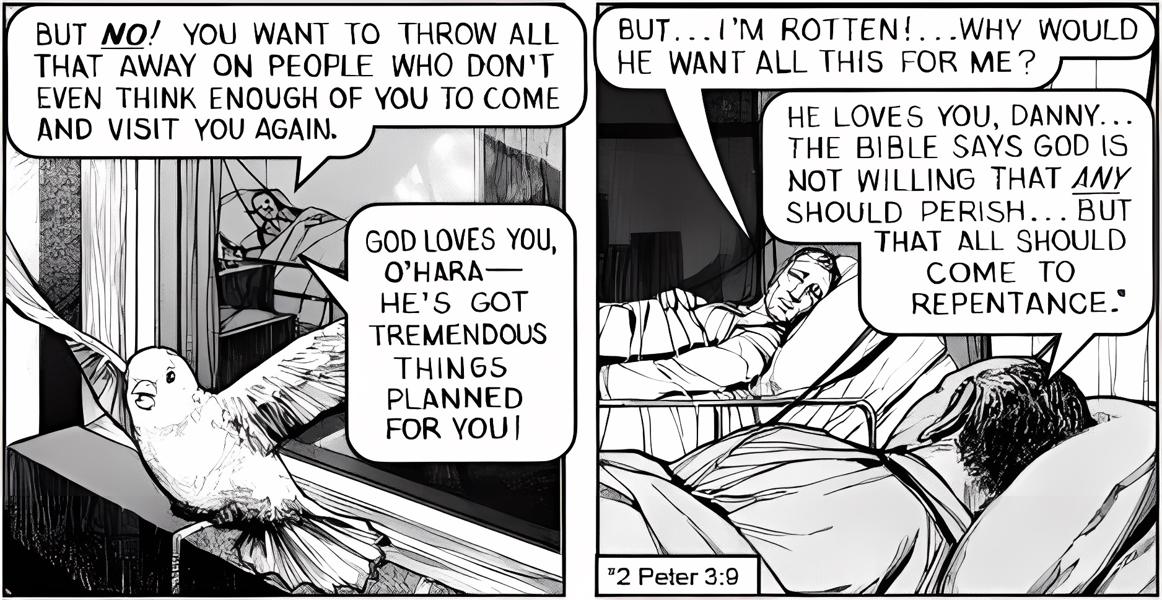 BUT NO! YOU WANT TO THROW ALL
THAT AWAY ON PEOPLE WHO DON'T
EVEN THINK ENOUGH OF YOU TO COME
AND VISIT YOU AGAIN.
GOD LOVES YOU,
O'HARA—
HE'S GOT
TREMENDOUS
THINGS
PLANNED
FOR YOU!
BUT...I'M ROTTEN!...WHY WOULD
HE WANT ALL THIS FOR ME?
HE LOVES YOU, DANNY...
THE BIBLE SAYS GOD IS
NOT WILLING THAT ANY
SHOULD PERISH... BUT
THAT ALL SHOULD
COME TO
REPENTANCE.*
*2 Peter 3:9